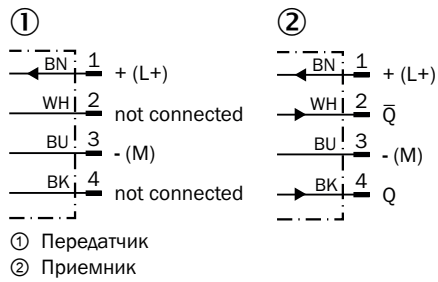 ① ②
BN 1 + (L+)
WH 2 not connected
BU 3 - (M)
BK 4 not connected
BN 1 + (L+)
WH 2 Q̅
BU 3 - (M)
BK 4 Q
① Передатчик
② Приемник